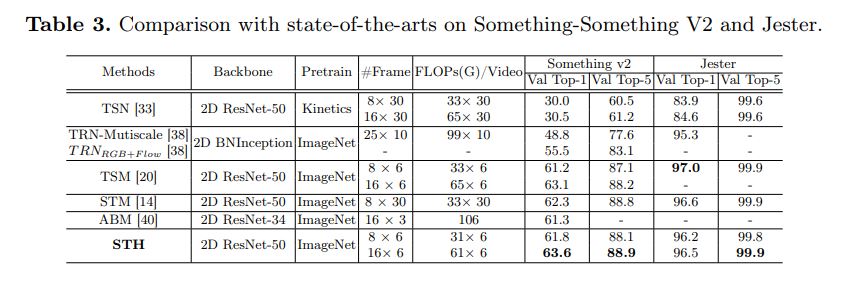 Table 3. Comparison with state-of-the-arts on Something-Something V2 and Jester.
Methods Backbone Pretrain #Frame FLOPs(G)/Video Something v2 Jester
Val Top-1 Val Top-5 Val Top-1 Val Top-5
TSN [33] 2D ResNet-50 Kinetics 8× 30 33× 30 30.0 60.5 83.9 99.6
16× 30 65× 30 30.5 61.2 84.6 99.6
TRN-Mutiscale [38] 2D BNInception ImageNet 25× 10 99× 10 48.8 77.6 95.3 -
TRN RGB+Flow [38] - - 55.5 83.1 - -
TSM [20] 2D ResNet-50 ImageNet 8 × 6 33× 6 61.2 87.1 97.0 99.9
16 × 6 65× 6 63.1 88.2 - -
STM [14] 2D ResNet-50 ImageNet 8 × 30 33× 30 62.3 88.8 96.6 99.9
ABM [40] 2D ResNet-34 ImageNet 16 × 3 106 61.3 - - -
STH 2D ResNet-50 ImageNet 8 × 6 31× 6 61.8 88.1 96.2 99.8
16× 6 61× 6 63.6 88.9 96.5 99.9